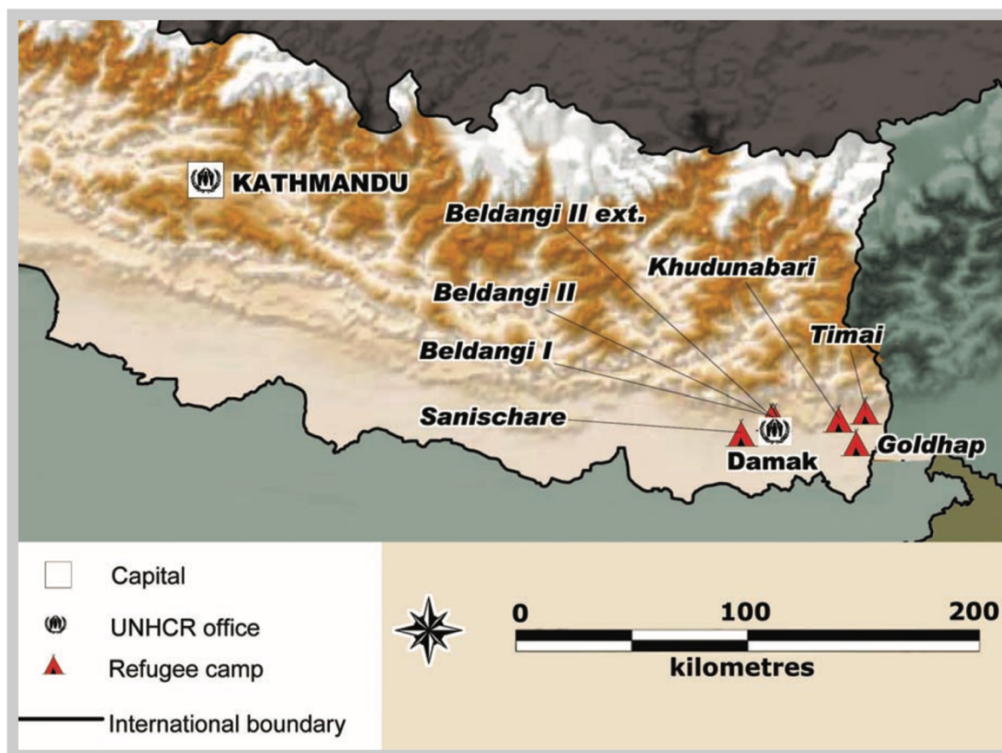 KATHMANDU
Beldangi II ext.
Khudunabari
Beldangi II
Timai
Beldangi I
Sanischare
Goldhap
Damak
Capital
UNHCR office
Refugee camp
International boundary
0 100 200
kilometres